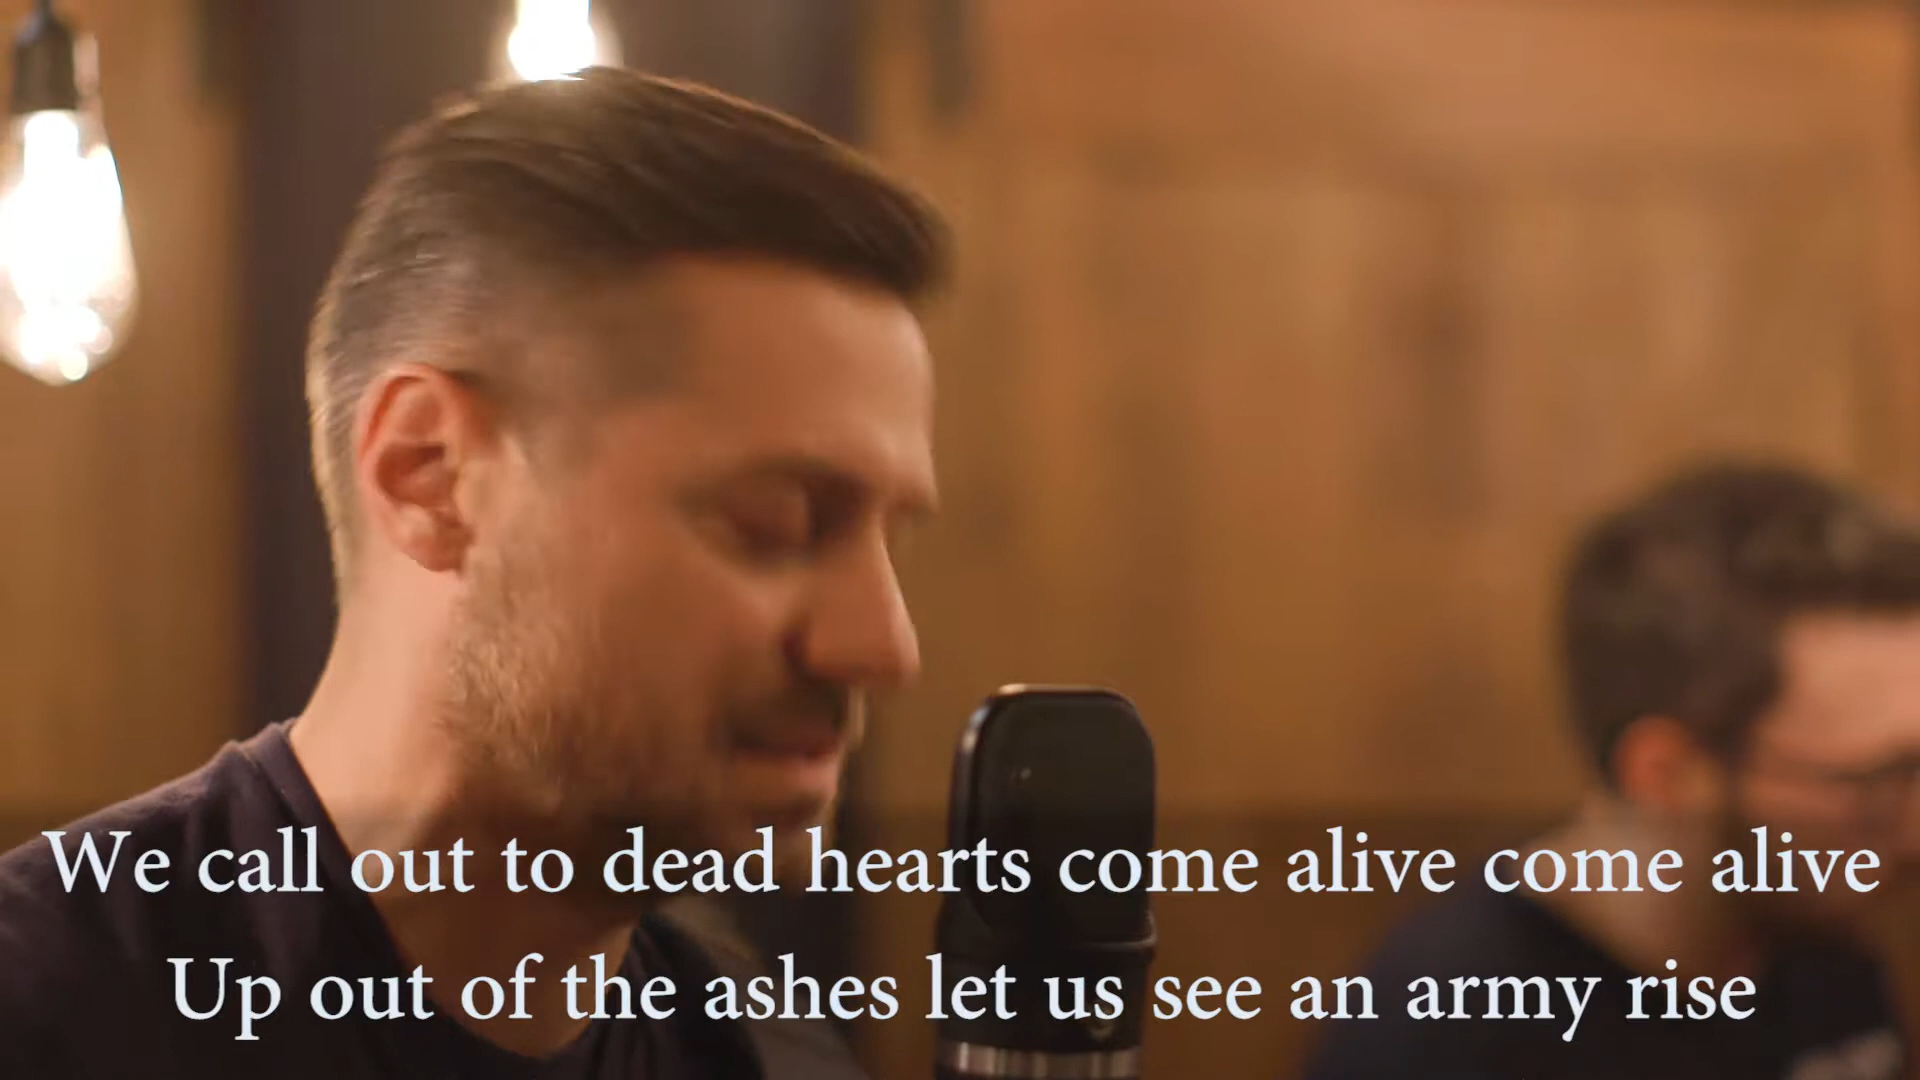 We call out to dead hearts come alive come alive
Up out of the ashes let us see an army rise